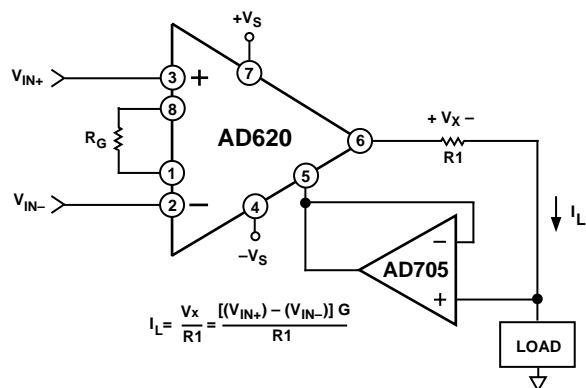 +VS
VIN+
3
+
7
8
RG
AD620
6
+ VX –
R1
1
5
VIN–
2
–
4
–VS
IL
–
AD705
+
IL= VX/R1 = [(VIN+) – (VIN–)] G/R1
LOAD